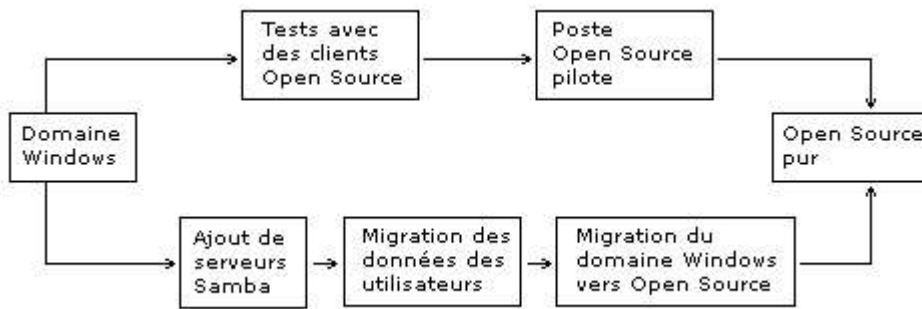 Tests avec
des clients
Open Source
Poste
Open Source
pilote
Domaine
Windows
Open Source
pur
Ajout de
serveurs
Samba
Migration des
données des
utilisateurs
Migration du
domaine Windows
vers Open Source